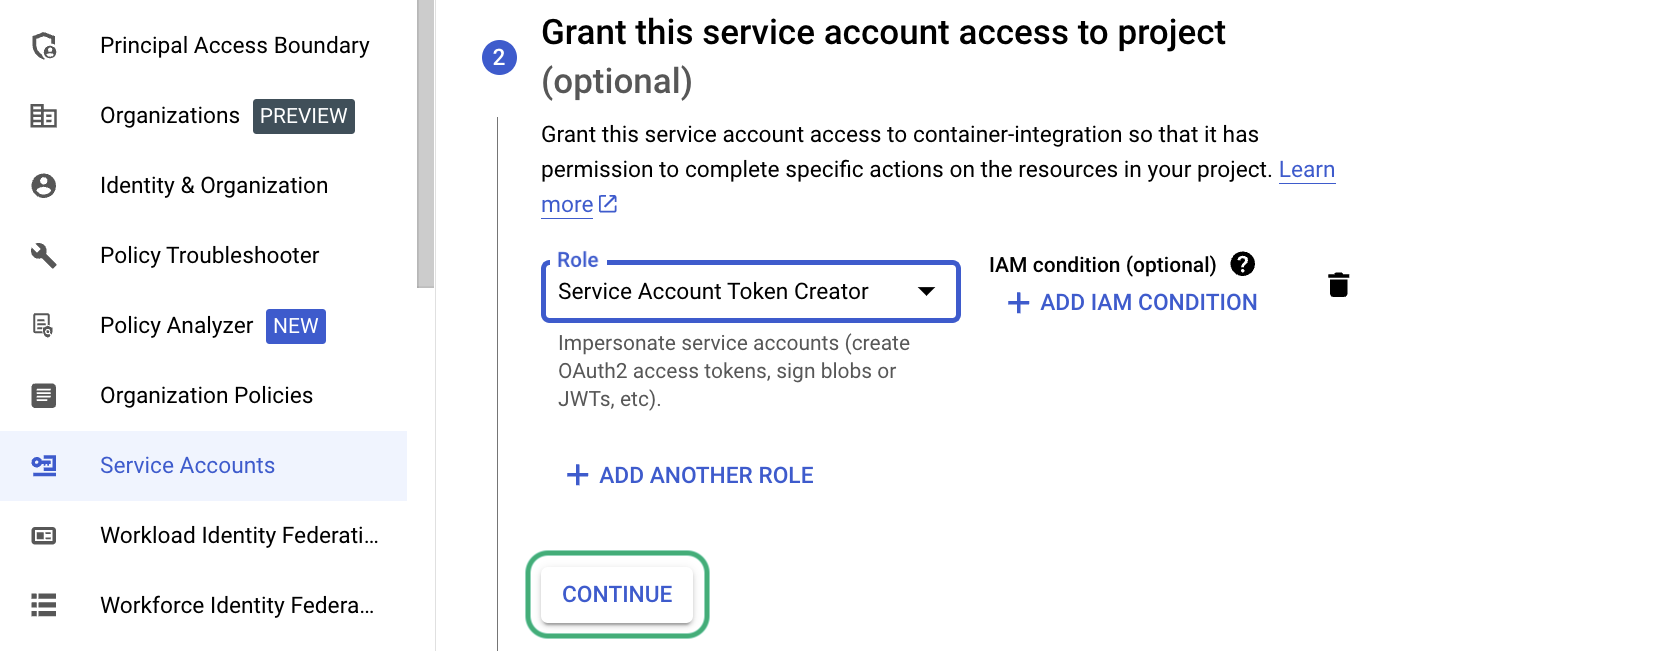 Principal Access Boundary
Organizations PREVIEW
Identity & Organization
Policy Troubleshooter
Policy Analyzer NEW
Organization Policies
Service Accounts
Workload Identity Federati...
Workforce Identity Federa...
2
Grant this service account access to project
(optional)
Grant this service account access to container-integration so that it has
permission to complete specific actions on the resources in your project. Learn
more
Role
Service Account Token Creator
Impersonate service accounts (create
OAuth2 access tokens, sign blobs or
JWTs, etc).
IAM condition (optional) ?
+ ADD IAM CONDITION
+ ADD ANOTHER ROLE
CONTINUE